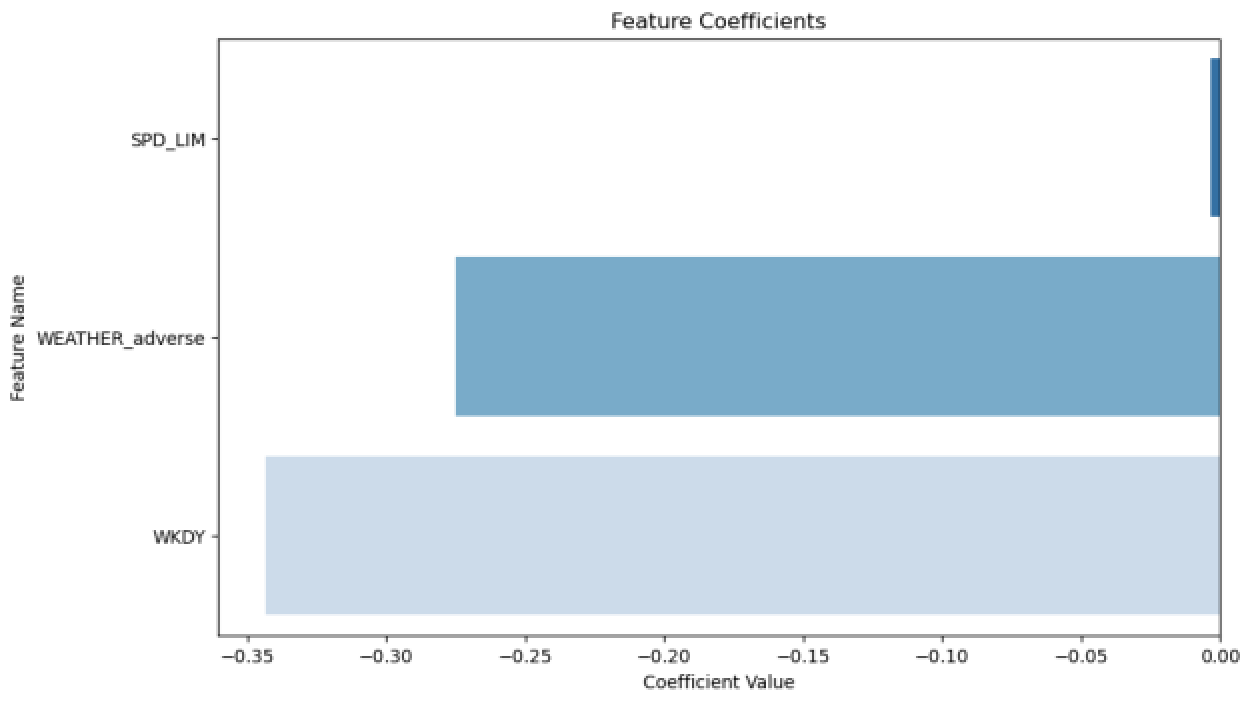 Feature Coefficients
SPD_LIM
WEATHER_adverse
WKDY
Feature Name
−0.35 −0.30 −0.25 −0.20 −0.15 −0.10 −0.05 0.00
Coefficient Value